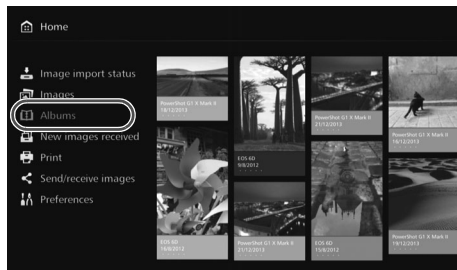 Home
Image import status
Images
Albums
New images received
Print
Send/receive images
Preferences
PowerShot G1 X Mark II
18/12/2013
EOS 6D
9/8/2012
PowerShot G1 X Mark II
21/12/2013
PowerShot G1 X Mark II
16/12/2013
EOS 6D
16/8/2012
PowerShot G1 X Mark II
21/12/2013
EOS 6D
15/8/2012
PowerShot G1 X Mark II
19/12/2013